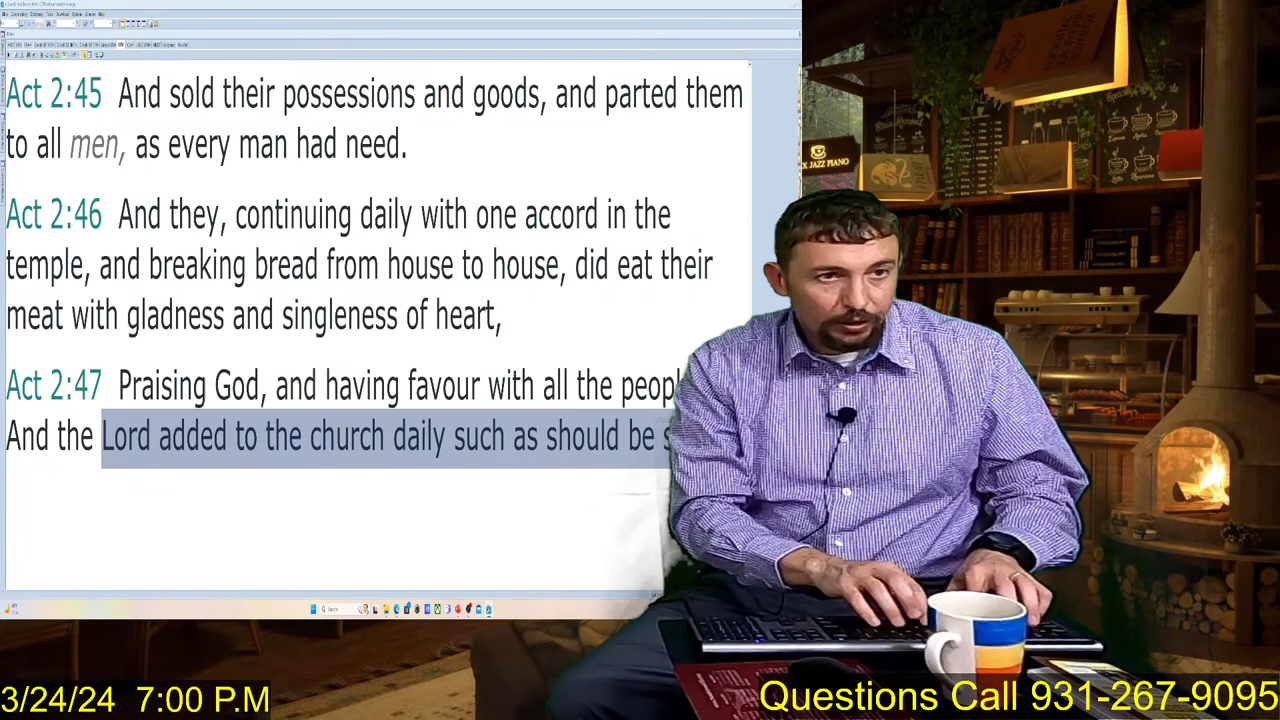 Act 2:45 And sold their possessions and goods, and parted them
to all men, as every man had need.
Act 2:46 And they, continuing daily with one accord in the
temple, and breaking bread from house to house, did eat their
meat with gladness and singleness of heart,
Act 2:47 Praising God, and having favour with all the
And the Lord added to the church daily such as should be
X JAZZ PIANO
3/24/24 7:00 P.M
Questions Call 931-267-9095